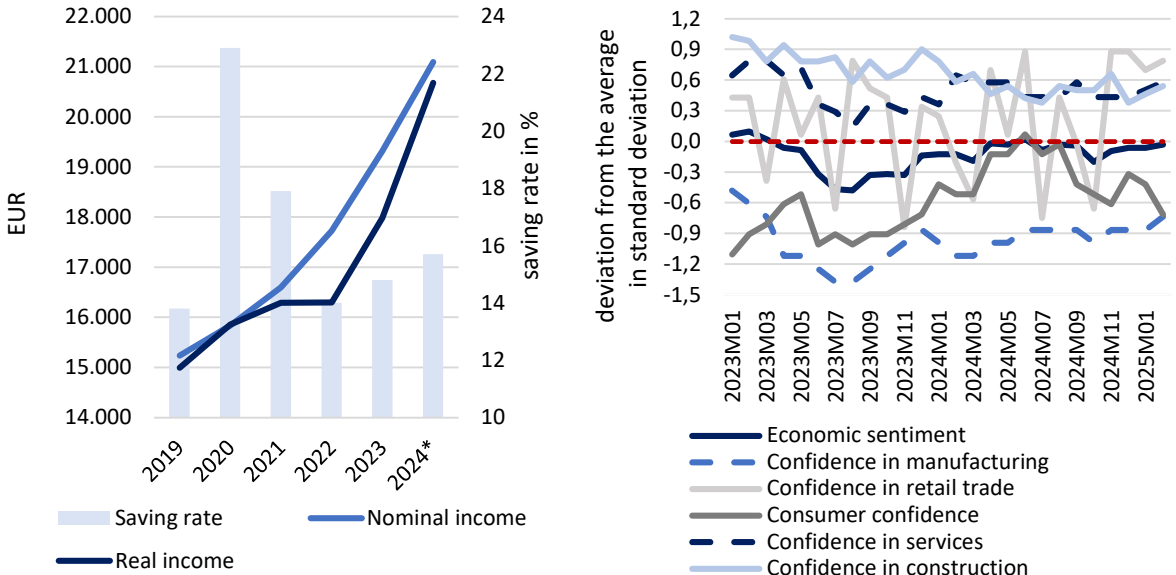 22.000
21.000
20.000
19.000
18.000
17.000
16.000
15.000
14.000
EUR
24
22
20
18
16
14
12
10
saving rate in %
2019
2020
2021
2022
2023
2024*
Saving rate
Nominal income
Real income
deviation from the average
in standard deviation
1,2
0,9
0,6
0,3
0,0
-0,3
-0,6
-0,9
-1,2
-1,5
2023M01
2023M03
2023M05
2023M07
2023M09
2023M11
2024M01
2024M03
2024M05
2024M07
2024M09
2024M11
2025M01
Economic sentiment
Confidence in manufacturing
Confidence in retail trade
Consumer confidence
Confidence in services
Confidence in construction